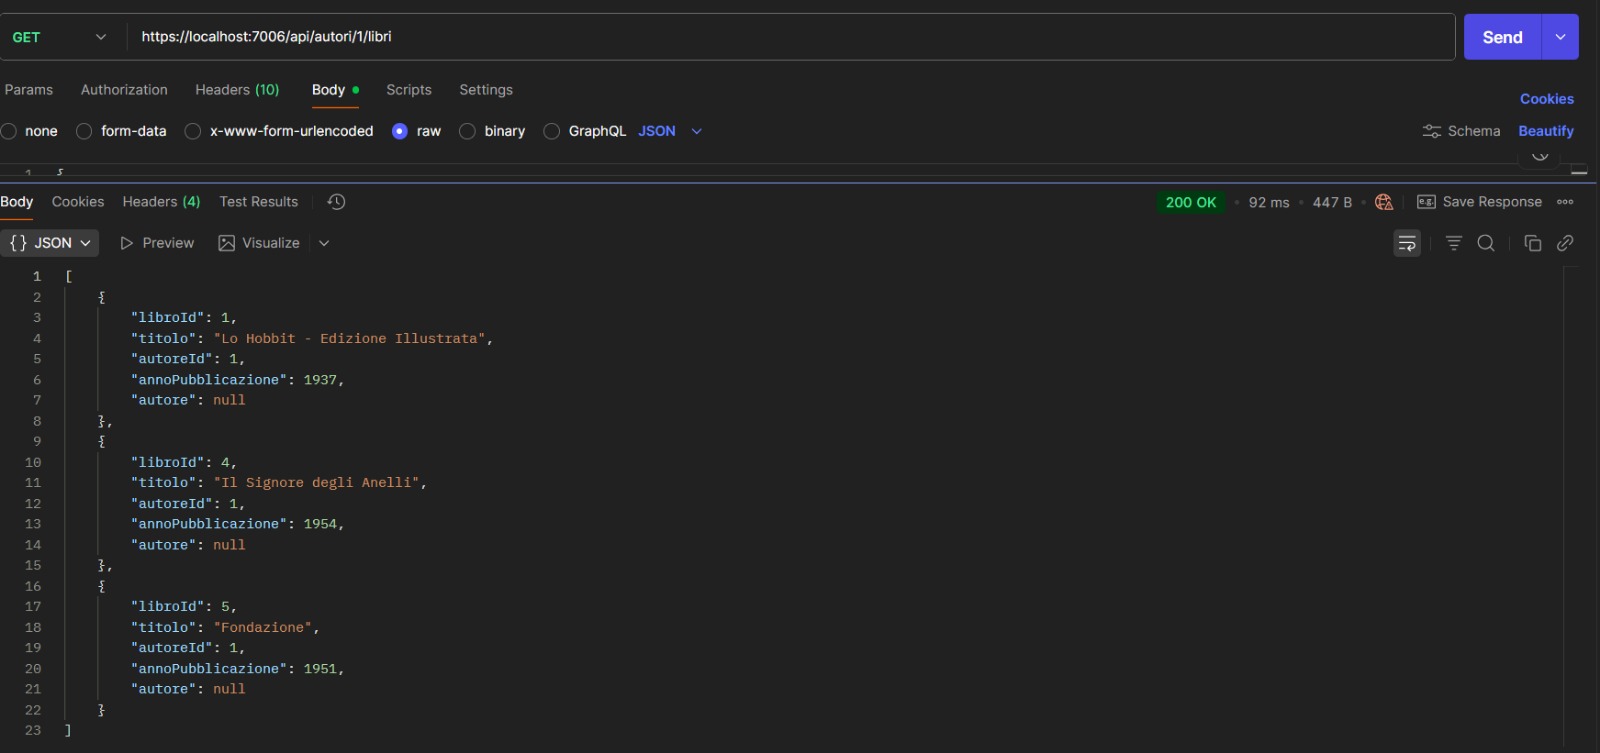 GET https://localhost:7006/api/autori/1/libri Send
Params Authorization Headers (10) Body Scripts Settings
Cookies
none form-data x-www-form-urlencoded raw binary GraphQL JSON Schema Beautify
1 {
Body Cookies Headers (4) Test Results 200 OK 92 ms 447 B e.g. Save Response
{} JSON Preview Visualize
1 [
2 {
3 "libroId": 1,
4 "titolo": "Lo Hobbit - Edizione Illustrata",
5 "autoreId": 1,
6 "annoPubblicazione": 1937,
7 "autore": null
8 },
9 {
10 "libroId": 4,
11 "titolo": "Il Signore degli Anelli",
12 "autoreId": 1,
13 "annoPubblicazione": 1954,
14 "autore": null
15 },
16 {
17 "libroId": 5,
18 "titolo": "Fondazione",
19 "autoreId": 1,
20 "annoPubblicazione": 1951,
21 "autore": null
22 }
23 ]